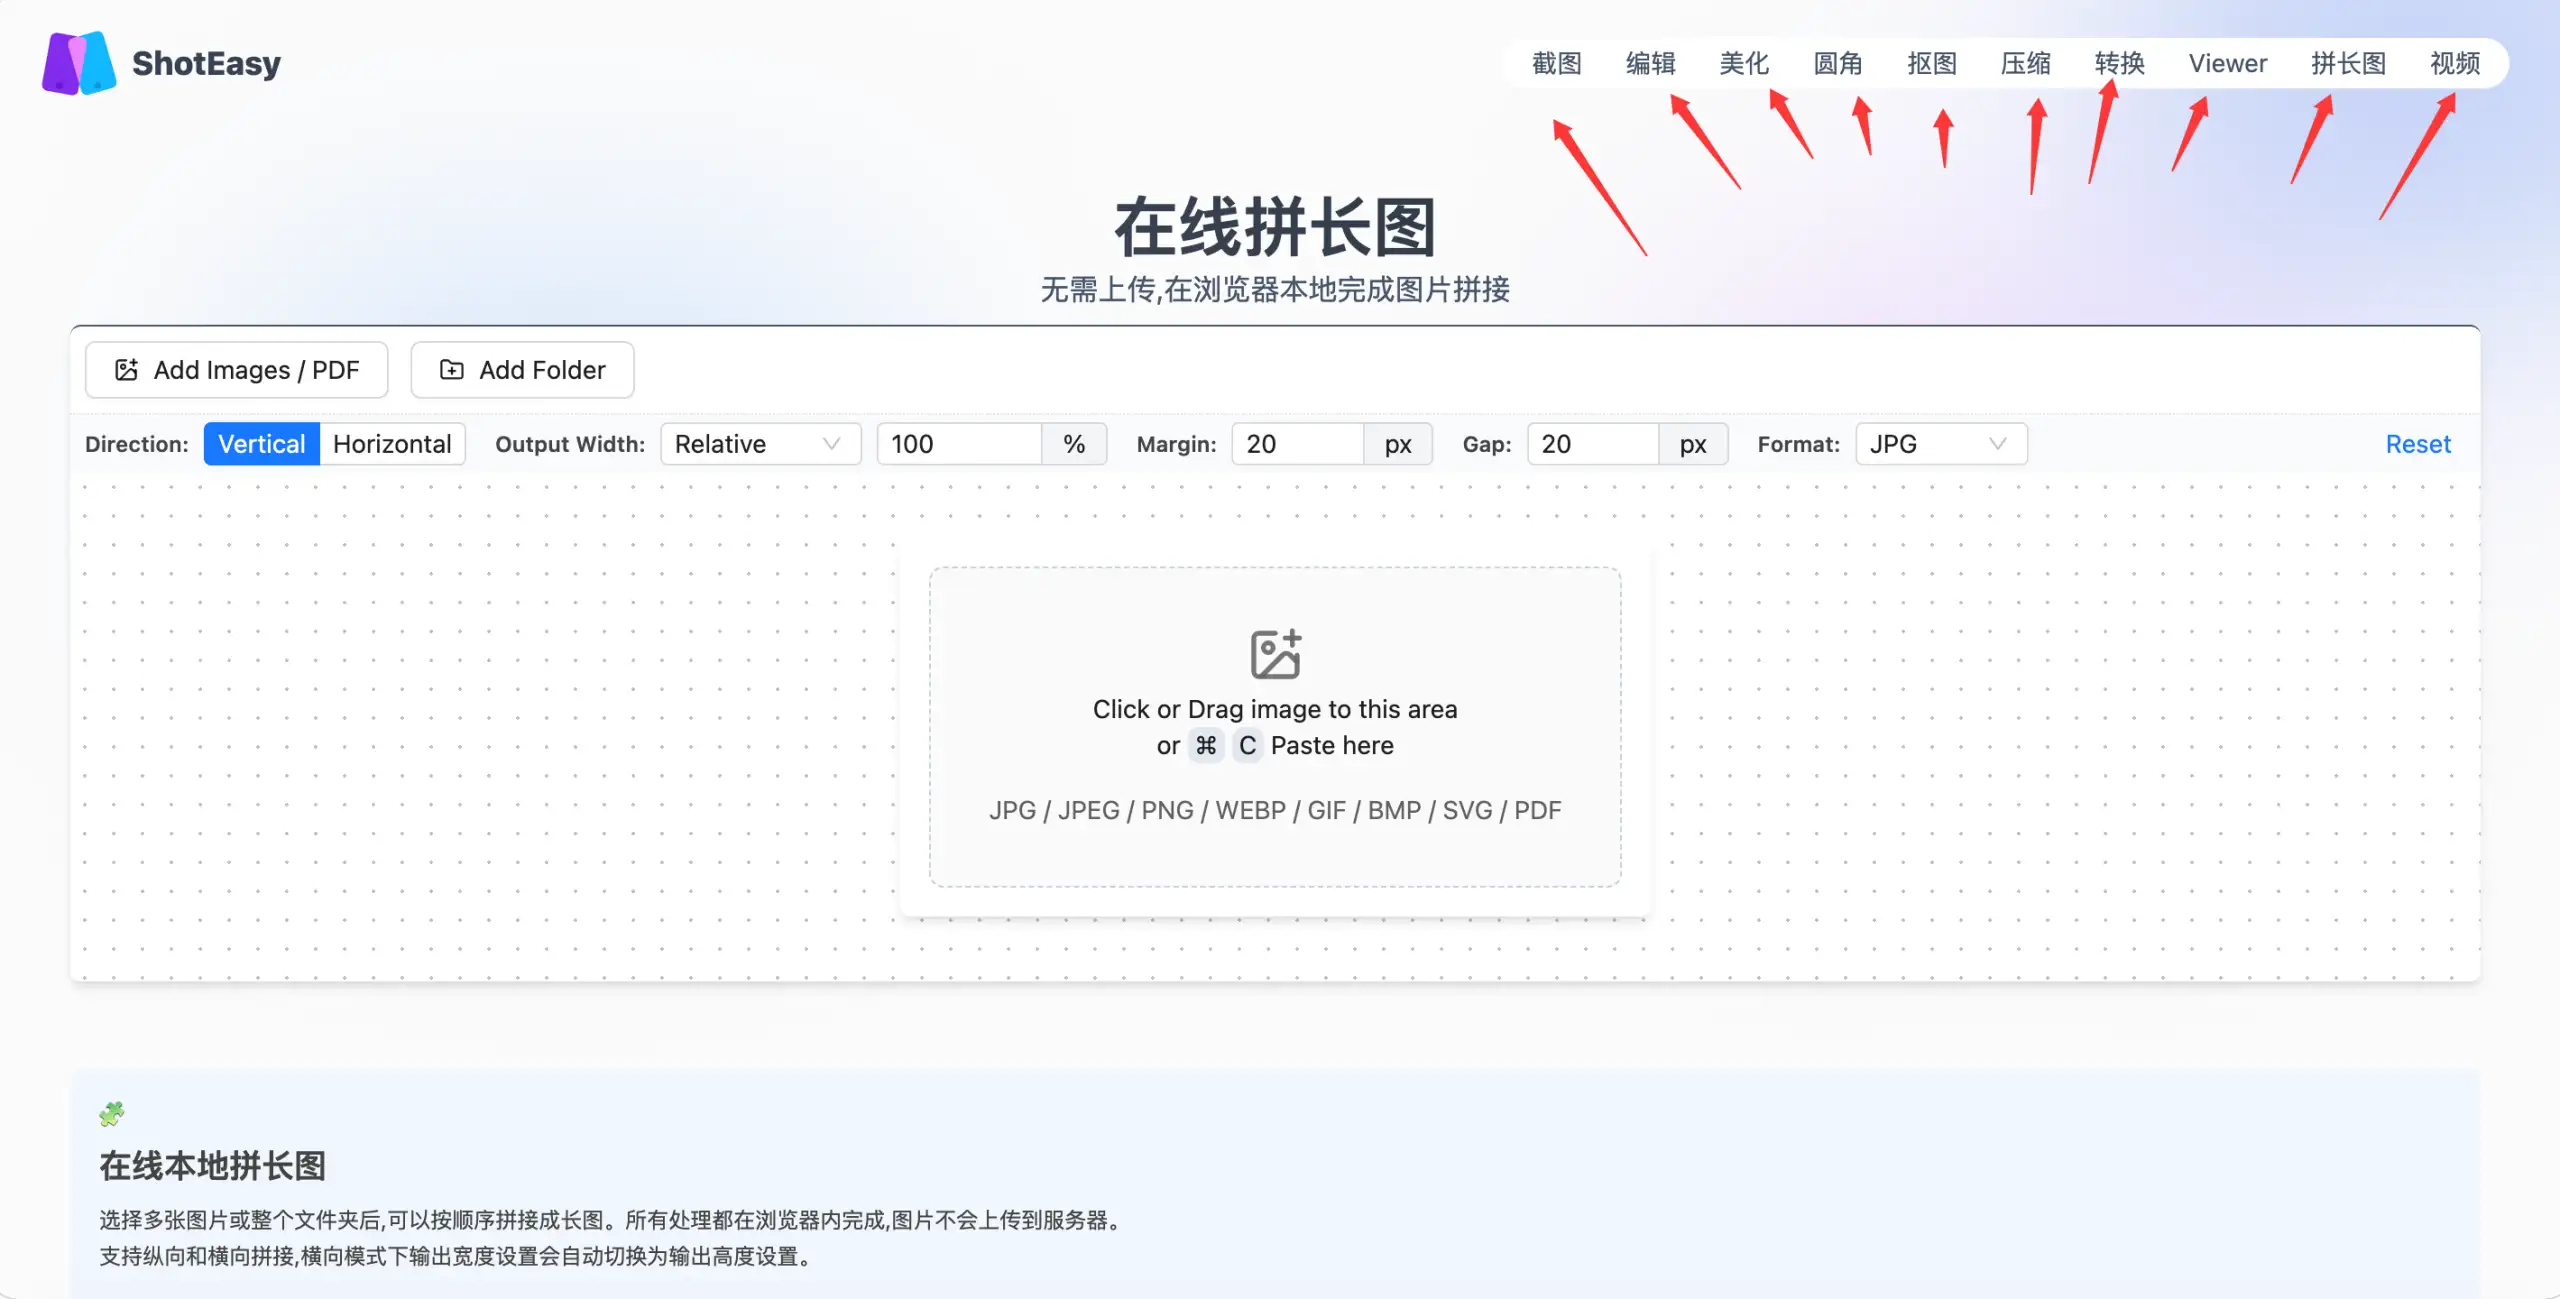 ShotEasy
截图 编辑 美化 圆角 抠图 压缩 转换 Viewer 拼长图 视频
在线拼长图
无需上传,在浏览器本地完成图片拼接
Add Images / PDF Add Folder
Direction: Vertical Horizontal Output Width: Relative 100 % Margin: 20 px Gap: 20 px Format: JPG Reset
Click or Drag image to this area
or ⌘ C Paste here
JPG / JPEG / PNG / WEBP / GIF / BMP / SVG / PDF
在线本地拼长图
选择多张图片或整个文件夹后,可以按顺序拼接成长图。所有处理都在浏览器内完成,图片不会上传到服务器。
支持纵向和横向拼接,横向模式下输出宽度设置会自动切换为输出高度设置。